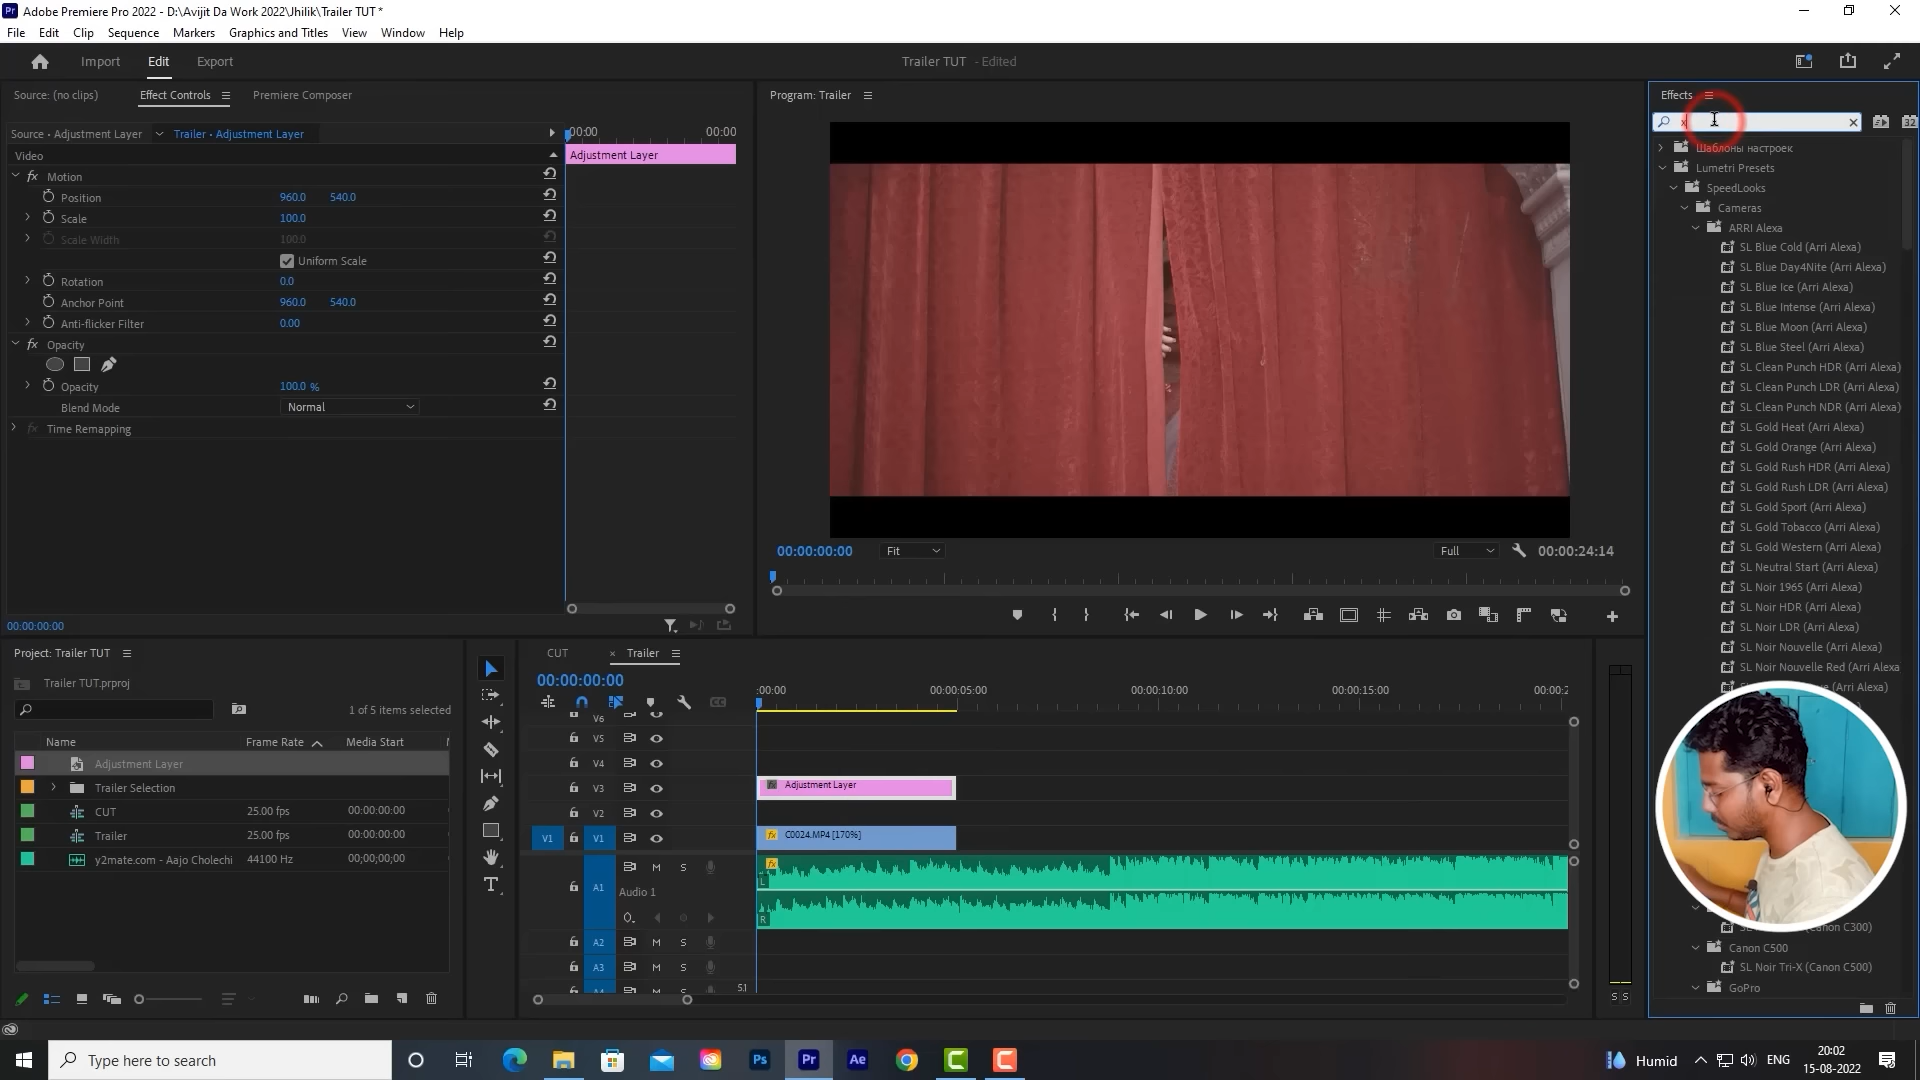 Pr Adobe Premiere Pro 2022 - D:\Avijit Da Work 2022\Jhilik\Trailer TUT *
File Edit Clip Sequence Markers Graphics and Titles View Window Help
Import Edit Export
Trailer TUT - Edited
Source: (no clips) Effect Controls Premiere Composer
Source • Adjustment Layer Trailer • Adjustment Layer
:00:00 00:00
Video
Adjustment Layer
fx Motion
Position 960.0 540.0
Scale 100.0
Scale Width 100.0
Uniform Scale
Rotation 0.0
Anchor Point 960.0 540.0
Anti-flicker Filter 0.00
fx Opacity
Opacity 100.0 %
Blend Mode Normal
fx Time Remapping
00:00:00:00
Program: Trailer
00:00:00:00 Fit Full 00:00:24:14
Effects
x
32
Шаблоны настроек
Lumetri Presets
SpeedLooks
Cameras
ARRI Alexa
SL Blue Cold (Arri Alexa)
SL Blue Day4Nite (Arri Alexa)
SL Blue Ice (Arri Alexa)
SL Blue Intense (Arri Alexa)
SL Blue Moon (Arri Alexa)
SL Blue Steel (Arri Alexa)
SL Clean Punch HDR (Arri Alexa)
SL Clean Punch LDR (Arri Alexa)
SL Clean Punch NDR (Arri Alexa)
SL Gold Heat (Arri Alexa)
SL Gold Orange (Arri Alexa)
SL Gold Rush HDR (Arri Alexa)
SL Gold Rush LDR (Arri Alexa)
SL Gold Sport (Arri Alexa)
SL Gold Tobacco (Arri Alexa)
SL Gold Western (Arri Alexa)
SL Neutral Start (Arri Alexa)
SL Noir 1965 (Arri Alexa)
SL Noir HDR (Arri Alexa)
SL Noir LDR (Arri Alexa)
SL Noir Nouvelle (Arri Alexa)
SL Noir Nouvelle Red (Arri Alexa
Alexa)
Canon C300)
Canon C500
SL Noir Tri-X (Canon C500)
GoPro
Project: Trailer TUT
Trailer TUT.prproj
1 of 5 items selected
Name Frame Rate Media Start
Adjustment Layer
Trailer Selection
CUT 25.00 fps 00:00:00:00
Trailer 25.00 fps 00:00:00:00
y2mate.com - Aajo Cholechi 44100 Hz 00;00;00;00
CUT Trailer
00:00:00:00
:00:00 00:00:05:00 00:00:10:00 00:00:15:00 00:00:2
V6
V5
V4
V3 Adjustment Layer
V2
V1 V1 fx C0024.MP4 [170%]
A1 M S fx L
Audio 1
R
A2 M S
A3 M S
A4 M S 5.1
S S
Type here to search
Ps Pr Ae
Humid ENG 20:02
15-08-2022